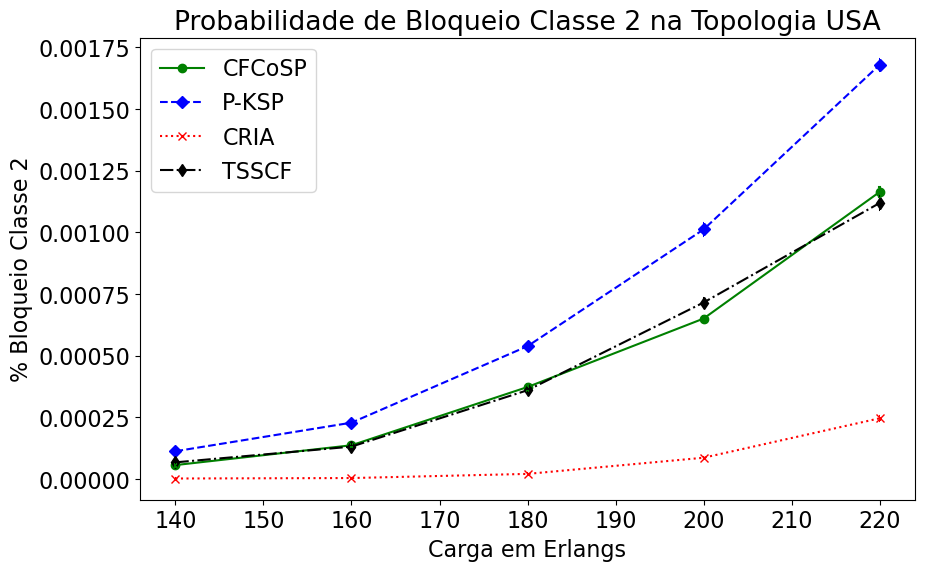 Probabilidade de Bloqueio Classe 2 na Topologia USA
0.00175
0.00150
0.00125
0.00100
0.00075
0.00050
0.00025
0.00000
% Bloqueio Classe 2
CFCoSP
P-KSP
CRIA
TSSCF
140 150 160 170 180 190 200 210 220
Carga em Erlangs